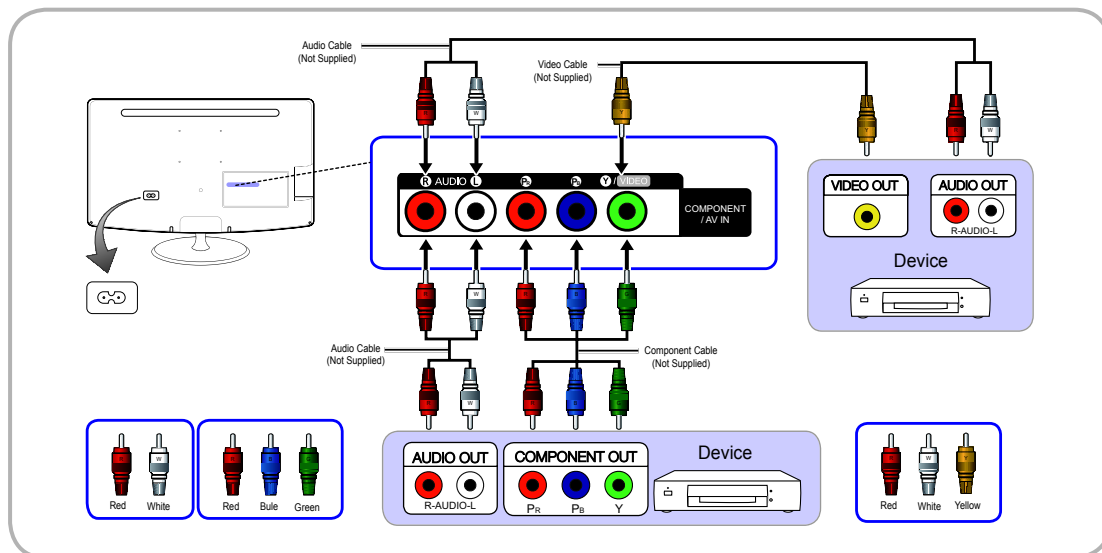 Audio Cable
(Not Supplied)
Video Cable
(Not Supplied)
R W
Y
Y
R W
R AUDIO L PR PB Y / VIDEO
COMPONENT
/ AV IN
VIDEO OUT
AUDIO OUT
R-AUDIO-L
Device
R W R B G
Audio Cable
(Not Supplied)
Component Cable
(Not Supplied)
R W R B G
AUDIO OUT
R-AUDIO-L
COMPONENT OUT
PR PB Y
Device
R W
Red White
R B G
Red Bule Green
R W Y
Red White Yellow